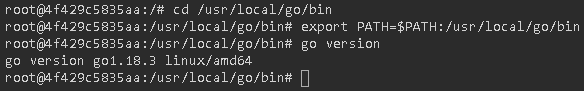 root@4f429c5835aa:/# cd /usr/local/go/bin
root@4f429c5835aa:/usr/local/go/bin# export PATH=$PATH:/usr/local/go/bin
root@4f429c5835aa:/usr/local/go/bin# go version
go version go1.18.3 linux/amd64
root@4f429c5835aa:/usr/local/go/bin#